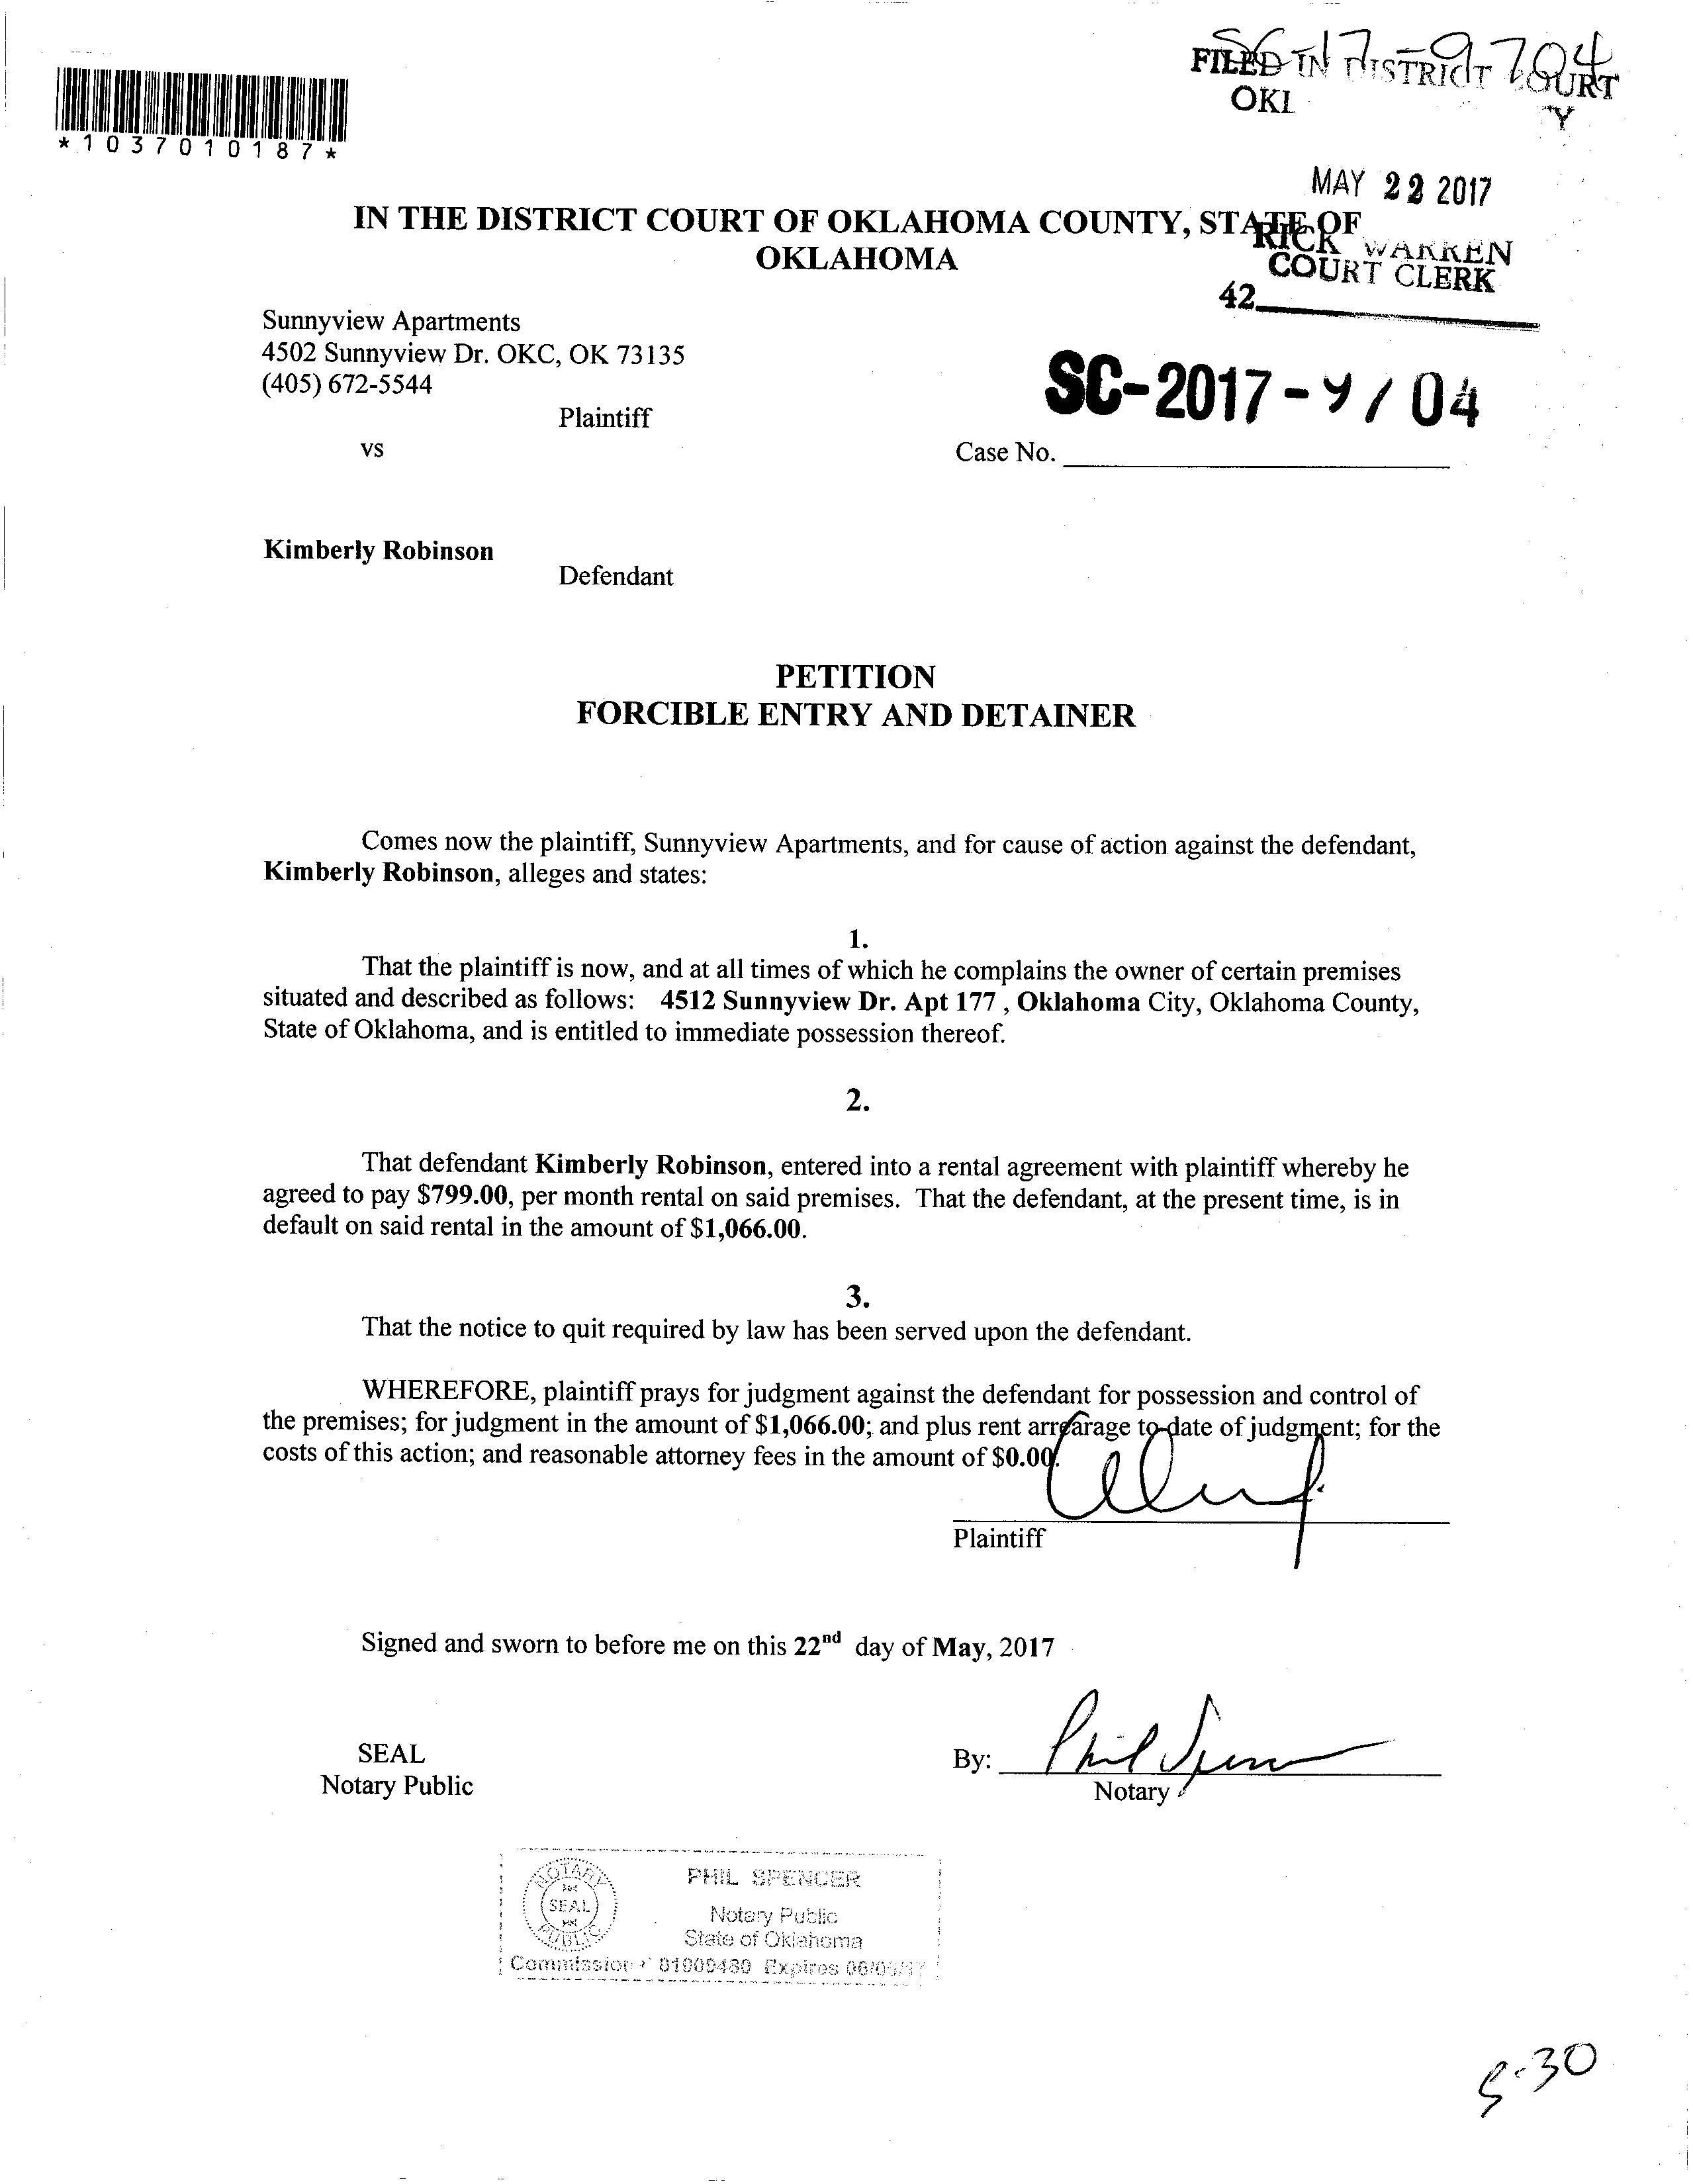 SC-17-9704
FILED IN DISTRICT COURT
OKL Y
*1037010187*
MAY 22 2017
IN THE DISTRICT COURT OF OKLAHOMA COUNTY, STATE OF
OKLAHOMA
RICK WARREN
COURT CLERK
42
Sunnyview Apartments
4502 Sunnyview Dr. OKC, OK 73135
(405) 672-5544
Plaintiff
SC-2017-9704
vs
Case No.
Kimberly Robinson
Defendant
PETITION
FORCIBLE ENTRY AND DETAINER
Comes now the plaintiff, Sunnyview Apartments, and for cause of action against the defendant,
Kimberly Robinson, alleges and states:
1.
That the plaintiff is now, and at all times of which he complains the owner of certain premises
situated and described as follows: 4512 Sunnyview Dr. Apt 177 , Oklahoma City, Oklahoma County,
State of Oklahoma, and is entitled to immediate possession thereof.
2.
That defendant Kimberly Robinson, entered into a rental agreement with plaintiff whereby he
agreed to pay $799.00, per month rental on said premises. That the defendant, at the present time, is in
default on said rental in the amount of $1,066.00.
3.
That the notice to quit required by law has been served upon the defendant.
WHEREFORE, plaintiff prays for judgment against the defendant for possession and control of
the premises; for judgment in the amount of $1,066.00; and plus rent arrearage to date of judgment; for the
costs of this action; and reasonable attorney fees in the amount of $0.00.
Plaintiff
Signed and sworn to before me on this 22nd day of May, 2017
SEAL
Notary Public
By: Phil Spencer
Notary
NOTARY PUBLIC
SEAL
PHIL SPENCER
Notary Public
State of Oklahoma
Commission # 01009480 Expires
5-30